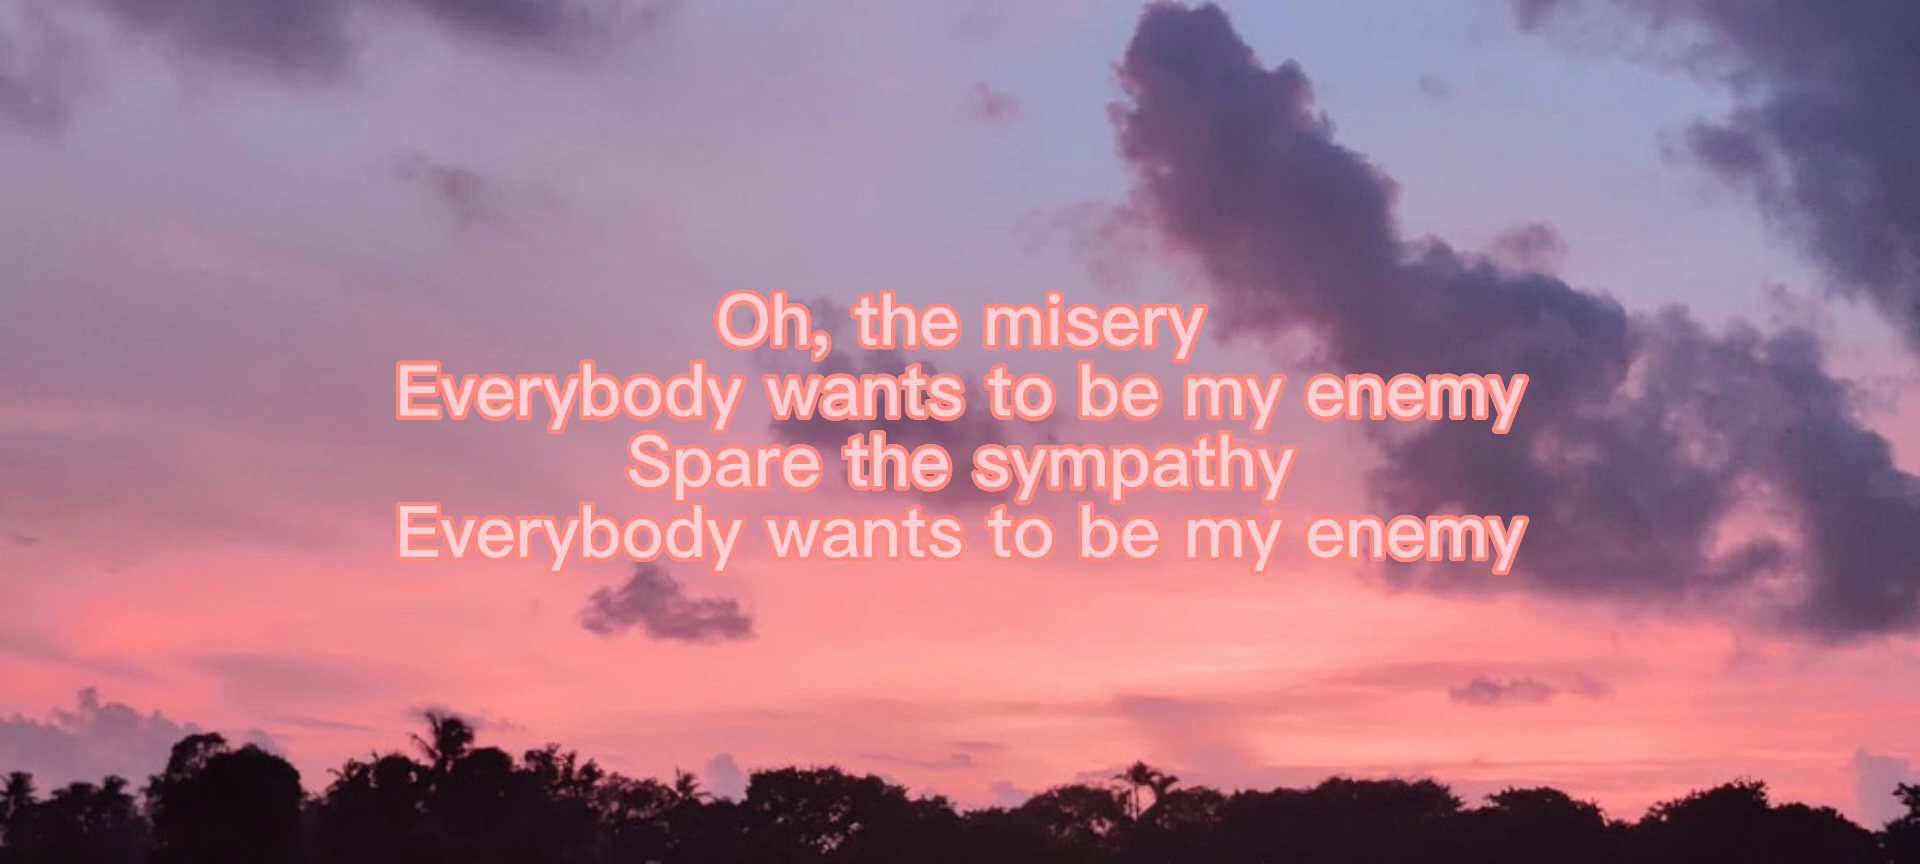 Oh, the misery
Everybody wants to be my enemy
Spare the sympathy
Everybody wants to be my enemy